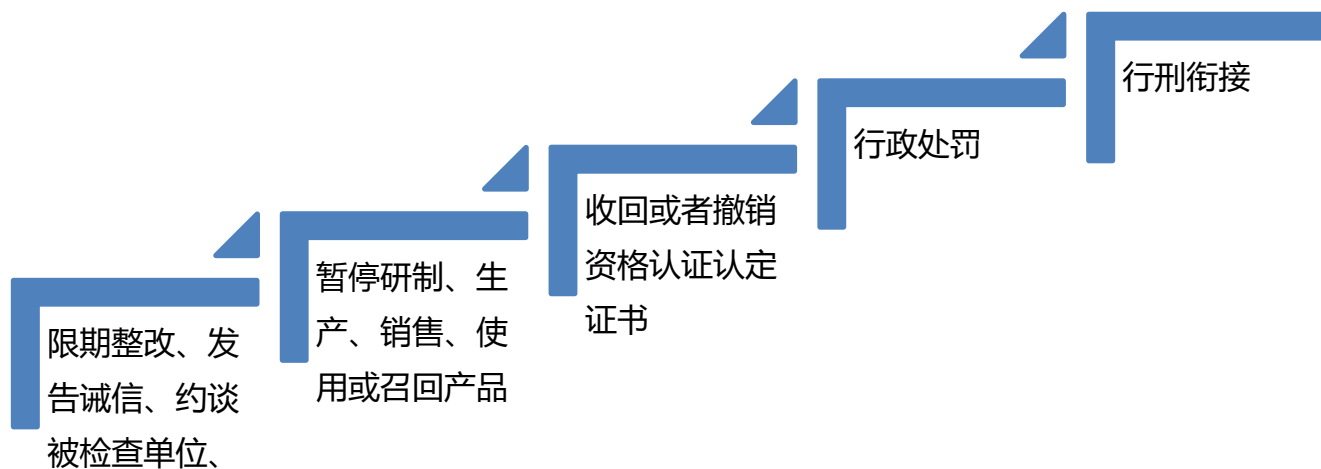 限期整改、发
告诫信、约谈
被检查单位、
暂停研制、生
产、销售、使
用或召回产品
收回或者撤销
资格认证认定
证书
行政处罚
行刑衔接